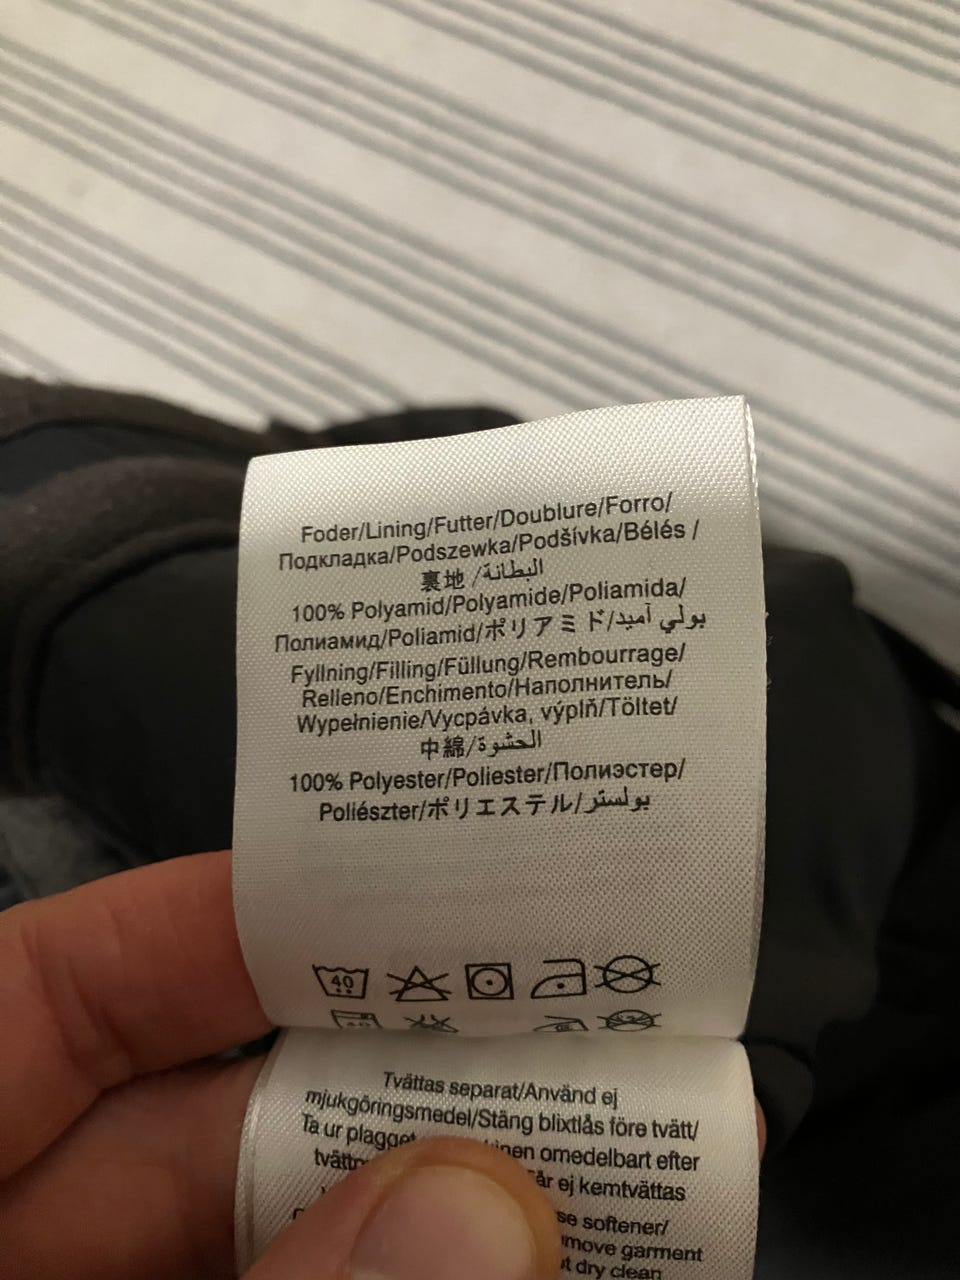 Foder/Lining/Futter/Doublure/Forro/
Подкладка/Podszewka/Podšívka/Bélés /
裏地 /البطانة
100% Polyamid/Polyamide/Poliamida/
Полиамид/Poliamid/ポリアミド/بولي آميد
Fyllning/Filling/Füllung/Rembourrage/
Relleno/Enchimento/Наполнитель/
Wypełnienie/Vycpávka, výplň/Töltet/
中綿/الحشوة
100% Polyester/Poliester/Полиэстер/
Poliészter/ポリエステル/بولستر
40
Tvättas separat/Använd ej
mjukgöringsmedel/Stäng blixtlås före tvätt/
Ta ur plagget omedelbart efter
ej kemtvättas
softener/
garment
dry clean